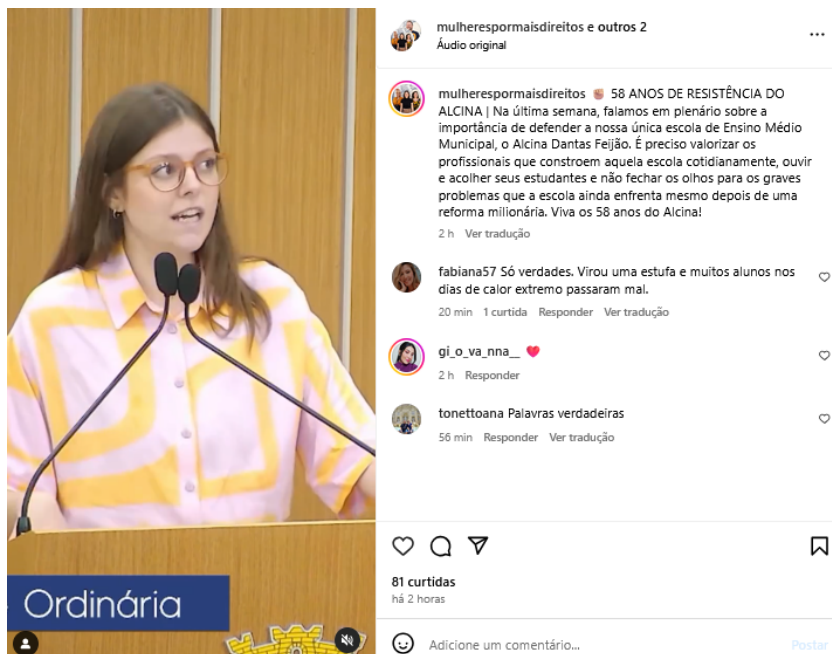 mulherespormaisdireitos e outros 2
Áudio original
mulherespormaisdireitos ✊🏽 58 ANOS DE RESISTÊNCIA DO
ALCINA | Na última semana, falamos em plenário sobre a
importância de defender a nossa única escola de Ensino Médio
Municipal, o Alcina Dantas Feijão. É preciso valorizar os
profissionais que constroem aquela escola cotidianamente, ouvir
e acolher seus estudantes e não fechar os olhos para os graves
problemas que a escola ainda enfrenta mesmo depois de uma
reforma milionária. Viva os 58 anos do Alcina!
2 h Ver tradução
fabiana57 Só verdades. Virou uma estufa e muitos alunos nos
dias de calor extremo passaram mal.
20 min 1 curtida Responder Ver tradução
gi_o_va_nna__ ❤️
2 h Responder
tonettoana Palavras verdadeiras
56 min Responder Ver tradução
81 curtidas
há 2 horas
Adicione um comentário...
Postar
Ordinária